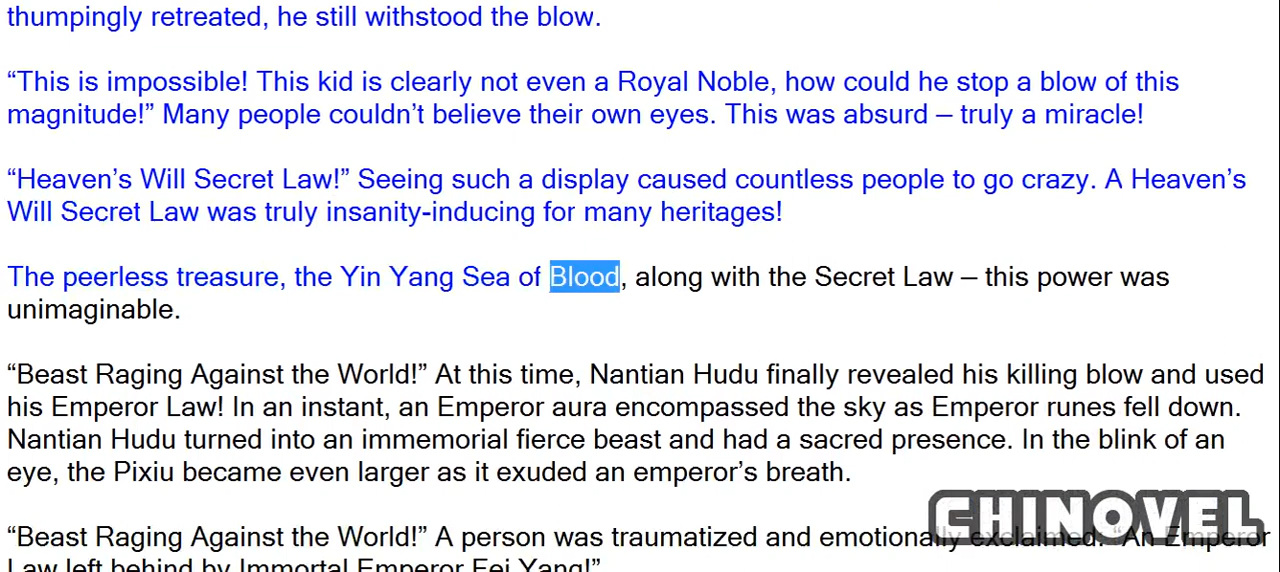 thumpingly retreated, he still withstood the blow.
“This is impossible! This kid is clearly not even a Royal Noble, how could he stop a blow of this
magnitude!” Many people couldn’t believe their own eyes. This was absurd – truly a miracle!
“Heaven’s Will Secret Law!” Seeing such a display caused countless people to go crazy. A Heaven’s
Will Secret Law was truly insanity-inducing for many heritages!
The peerless treasure, the Yin Yang Sea of Blood, along with the Secret Law – this power was
unimaginable.
“Beast Raging Against the World!” At this time, Nantian Hudu finally revealed his killing blow and used
his Emperor Law! In an instant, an Emperor aura encompassed the sky as Emperor runes fell down.
Nantian Hudu turned into an immemorial fierce beast and had a sacred presence. In the blink of an
eye, the Pixiu became even larger as it exuded an emperor’s breath.
“Beast Raging Against the World!” A person was traumatized and emotionally exclaimed: “An Emperor
Law left behind by Immortal Emperor Fei Yang!”
CHINOVEL